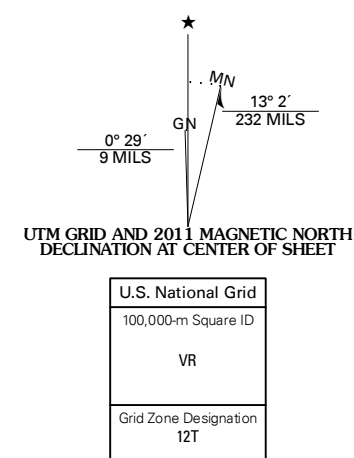 ★
MN
GN
13° 2´
232 MILS
0° 29´
9 MILS
UTM GRID AND 2011 MAGNETIC NORTH
DECLINATION AT CENTER OF SHEET
U.S. National Grid
100,000-m Square ID
VR
Grid Zone Designation
12T